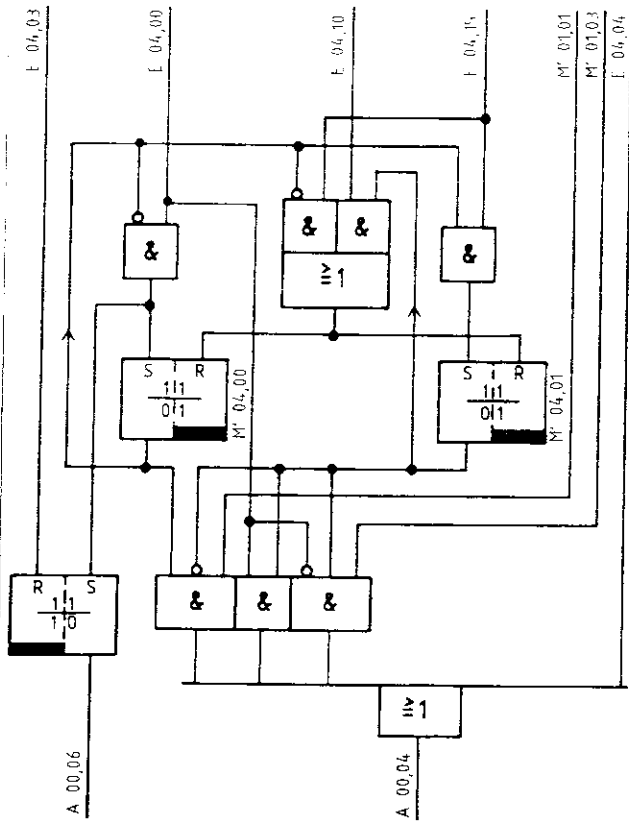 E 04,03
E 04,00
E 04,10
E 04,14
M' 01,01
M' 01,03
E 04,04
&
&
&
≧1
&
S R
1 1
0 1
M' 04,00
S R
1 1
0 1
M' 04,01
R S
1 1
1 0
&
&
&
≧1
A 00,06
A 00,04